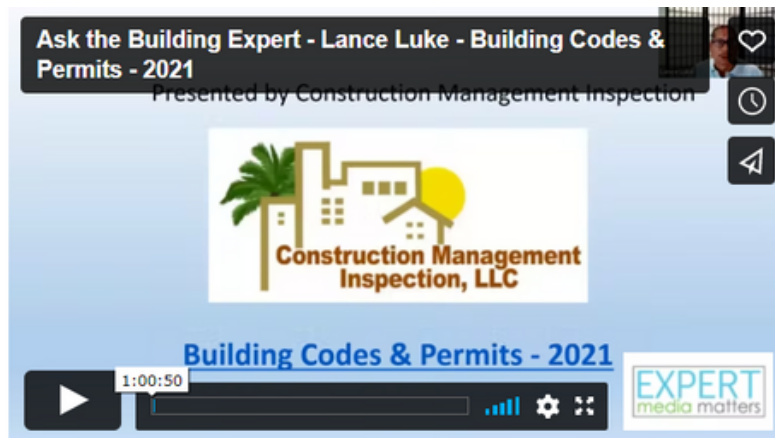 Ask the Building Expert - Lance Luke - Building Codes &
Permits - 2021
Presented by Construction Management Inspection
Construction Management
Inspection, LLC
Building Codes & Permits - 2021
1:00:50
EXPERT
media matters